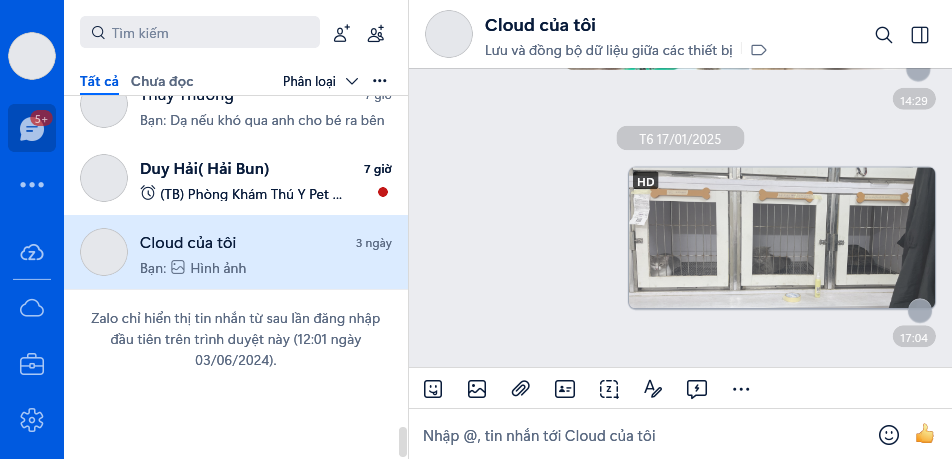 Tìm kiếm
Tất cả
Chưa đọc
Phân loại
5+
Thùy Thương
7 giờ
Bạn: Dạ nếu khó qua anh cho bé ra bên
Duy Hải( Hải Bun)
7 giờ
(TB) Phòng Khám Thú Y Pet ...
Cloud của tôi
3 ngày
Bạn: Hình ảnh
Zalo chỉ hiển thị tin nhắn từ sau lần đăng nhập
đầu tiên trên trình duyệt này (12:01 ngày
03/06/2024).
Cloud của tôi
Lưu và đồng bộ dữ liệu giữa các thiết bị
14:29
T6 17/01/2025
HD
17:04
Nhập @, tin nhắn tới Cloud của tôi